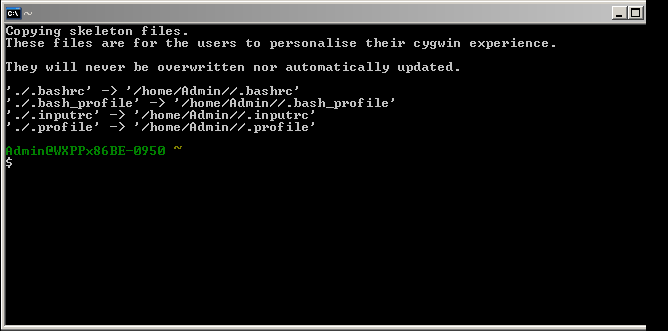 ~
Copying skeleton files.
These files are for the users to personalise their cygwin experience.
They will never be overwritten nor automatically updated.
'./.bashrc' -> '/home/Admin//.bashrc'
'./.bash_profile' -> '/home/Admin//.bash_profile'
'./.inputrc' -> '/home/Admin//.inputrc'
'./.profile' -> '/home/Admin//.profile'
Admin@WXPPx86BE-0950 ~
$